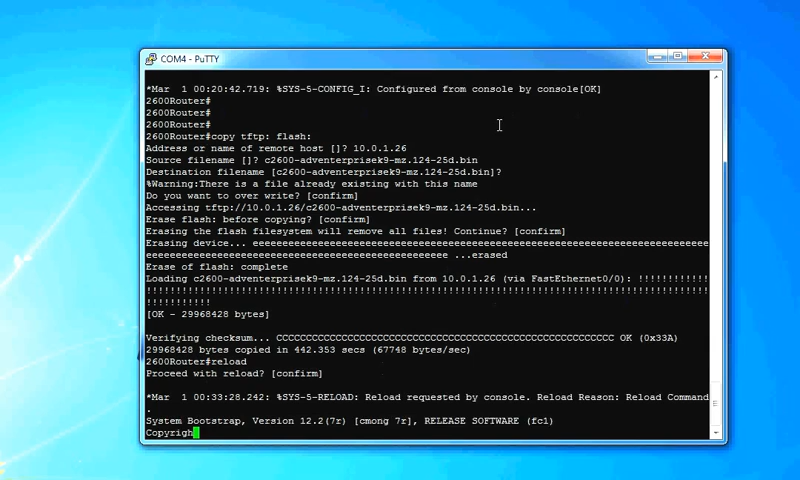 COM4 - PuTTY
*Mar  1 00:20:42.719: %SYS-5-CONFIG_I: Configured from console by console[OK]
2600Router#
2600Router#
2600Router#
2600Router#copy tftp: flash:
Address or name of remote host []? 10.0.1.26
Source filename []? c2600-adventerprisek9-mz.124-25d.bin
Destination filename [c2600-adventerprisek9-mz.124-25d.bin]?
%Warning:There is a file already existing with this name
Do you want to over write? [confirm]
Accessing tftp://10.0.1.26/c2600-adventerprisek9-mz.124-25d.bin...
Erase flash: before copying? [confirm]
Erasing the flash filesystem will remove all files! Continue? [confirm]
Erasing device... eeeeeeeeeeeeeeeeeeeeeeeeeeeeeeeeeeeeeeeeeeeeeeeeeeeeeeeeeeeeeeeeeeeeeeeeeeee
eeeeeeeeeeeeeeeeeeeeeeeeeeeeeeeeeeeeeeeeeeeeeeeeeee ...erased
Erase of flash: complete
Loading c2600-adventerprisek9-mz.124-25d.bin from 10.0.1.26 (via FastEthernet0/0): !!!!!!!!!!!!
!!!!!!!!!!!!!!!!!!!!!!!!!!!!!!!!!!!!!!!!!!!!!!!!!!!!!!!!!!!!!!!!!!!!!!!!!!!!!!!!!!!!!!!!!!!!!!
!!!!!!!!!!!
[OK - 29968428 bytes]
Verifying checksum... CCCCCCCCCCCCCCCCCCCCCCCCCCCCCCCCCCCCCCCCCCCCCCCCCCCCCCCCC OK (0x33A)
29968428 bytes copied in 442.353 secs (67748 bytes/sec)
2600Router#reload
Proceed with reload? [confirm]
*Mar  1 00:33:28.242: %SYS-5-RELOAD: Reload requested by console. Reload Reason: Reload Command
.
System Bootstrap, Version 12.2(7r) [cmong 7r], RELEASE SOFTWARE (fc1)
Copyrigh